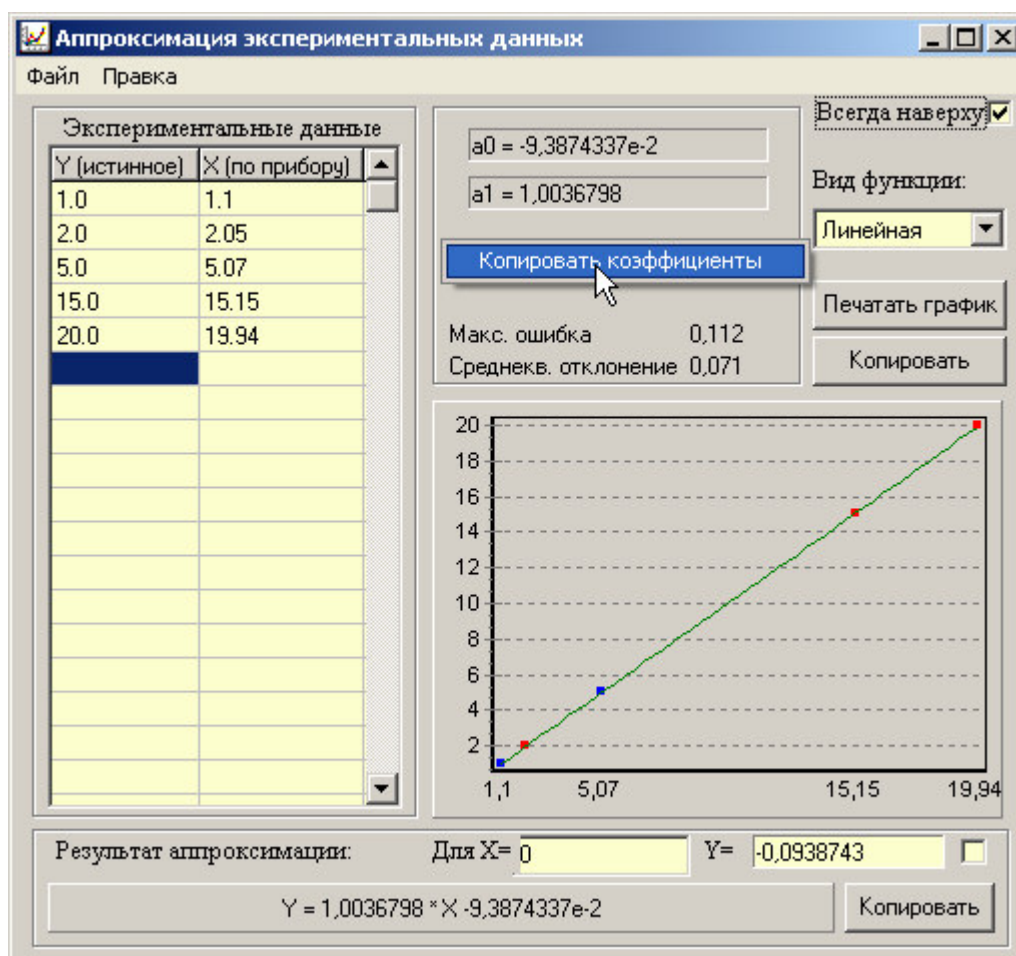 Аппроксимация экспериментальных данных
Файл Правка
Экспериментальные данные
Y (истинное) X (по прибору)
1.0 1.1
2.0 2.05
5.0 5.07
15.0 15.15
20.0 19.94
a0 = -9,3874337e-2
a1 = 1,0036798
Копировать коэффициенты
Макс. ошибка 0,112
Среднекв. отклонение 0,071
Всегда наверху
Вид функции:
Линейная
Печатать график
Копировать
20
18
16
14
12
10
8
6
4
2
1,1 5,07 15,15 19,94
Результат аппроксимации: Для X= 0 Y= -0,0938743
Y = 1,0036798 * X -9,3874337e-2
Копировать